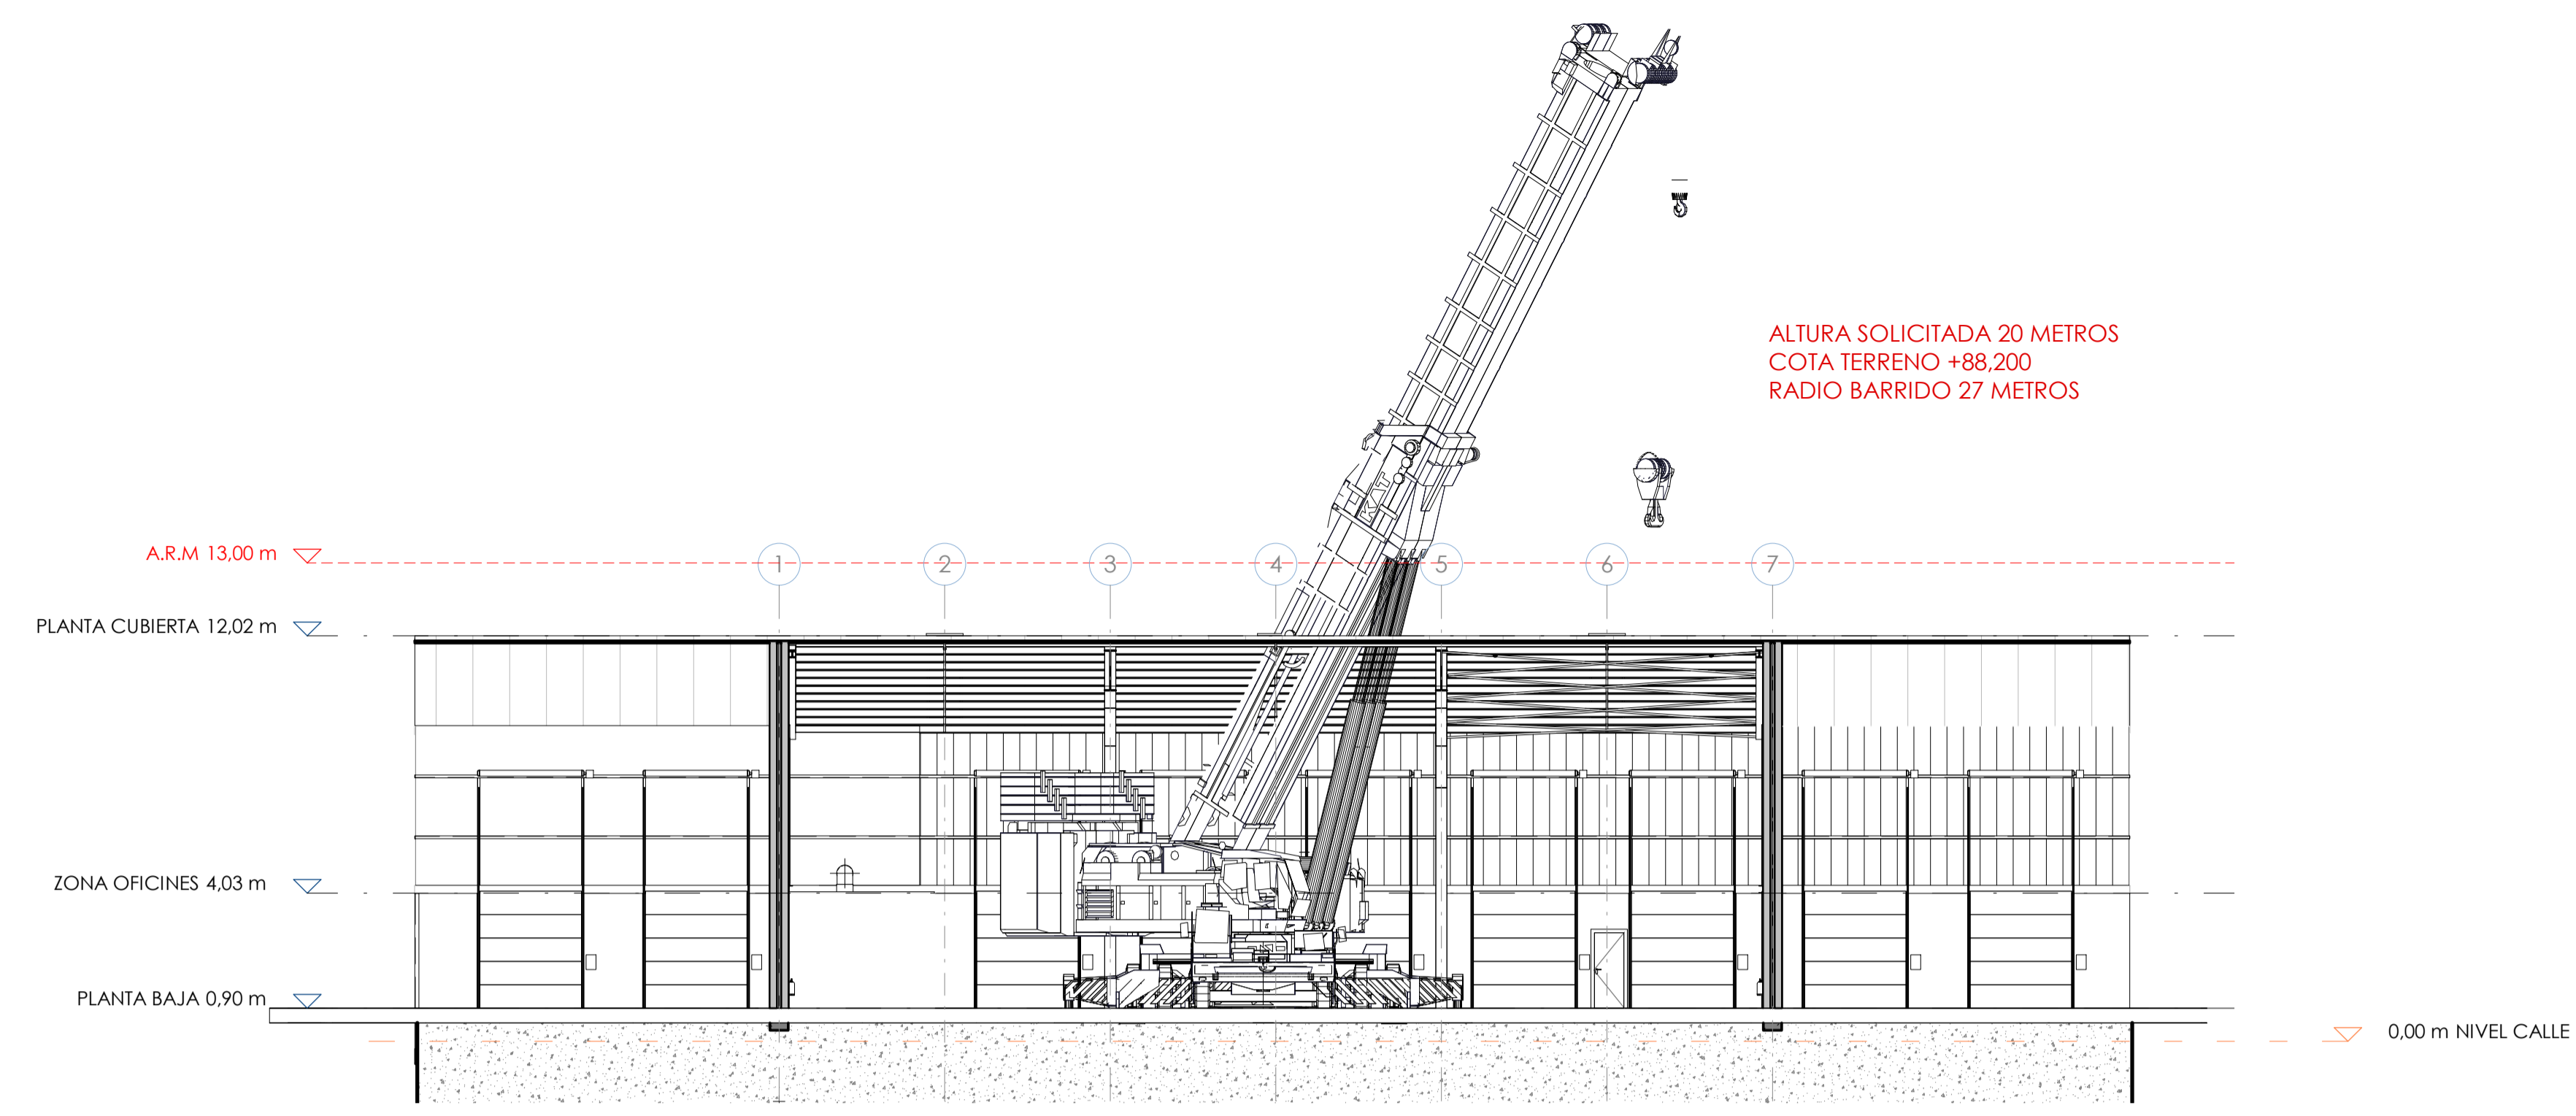 ALTURA SOLICITADA 20 METROS
COTA TERRENO +88,200
RADIO BARRIDO 27 METROS
A.R.M 13,00 m
1 2 3 4 5 6 7
PLANTA CUBIERTA 12,02 m
ZONA OFICINES 4,03 m
PLANTA BAJA 0,90 m
0,00 m NIVEL CALLE